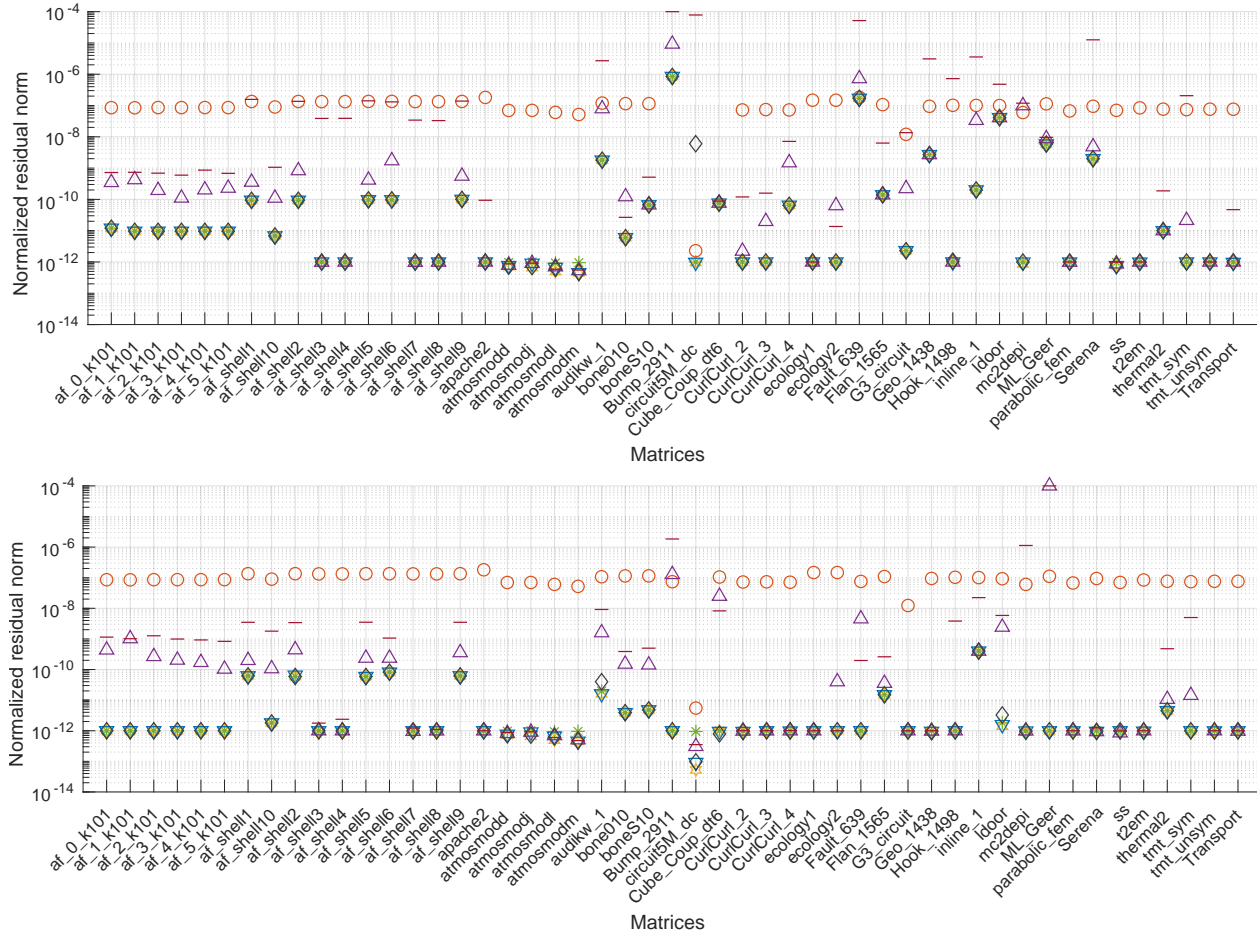 Normalized residual norm
10^-4
10^-6
10^-8
10^-10
10^-12
10^-14
af_0_k101
af_1_k101
af_2_k101
af_3_k101
af_4_k101
af_5_k101
af_shell1
af_shell10
af_shell2
af_shell3
af_shell4
af_shell5
af_shell6
af_shell7
af_shell8
af_shell9
apache2
atmosmodd
atmosmodj
atmosmodl
atmosmodm
audikw_1
bone010
boneS10
Bump_2911
circuit5M_dc
Cube_Coup_dt6
CurlCurl_2
CurlCurl_3
CurlCurl_4
ecology1
ecology2
Fault_639
Flan_1565
G3_circuit
Geo_1438
Hook_1498
inline_1
ldoor
mc2depi
ML_Geer
parabolic_fem
Serena
ss
t2em
thermal2
tmt_sym
tmt_unsym
Transport
Matrices
Normalized residual norm
10^-4
10^-6
10^-8
10^-10
10^-12
10^-14
af_0_k101
af_1_k101
af_2_k101
af_3_k101
af_4_k101
af_5_k101
af_shell1
af_shell10
af_shell2
af_shell3
af_shell4
af_shell5
af_shell6
af_shell7
af_shell8
af_shell9
apache2
atmosmodd
atmosmodj
atmosmodl
atmosmodm
audikw_1
bone010
boneS10
Bump_2911
circuit5M_dc
Cube_Coup_dt6
CurlCurl_2
CurlCurl_3
CurlCurl_4
ecology1
ecology2
Fault_639
Flan_1565
G3_circuit
Geo_1438
Hook_1498
inline_1
ldoor
mc2depi
ML_Geer
parabolic_fem
Serena
ss
t2em
thermal2
tmt_sym
tmt_unsym
Transport
Matrices